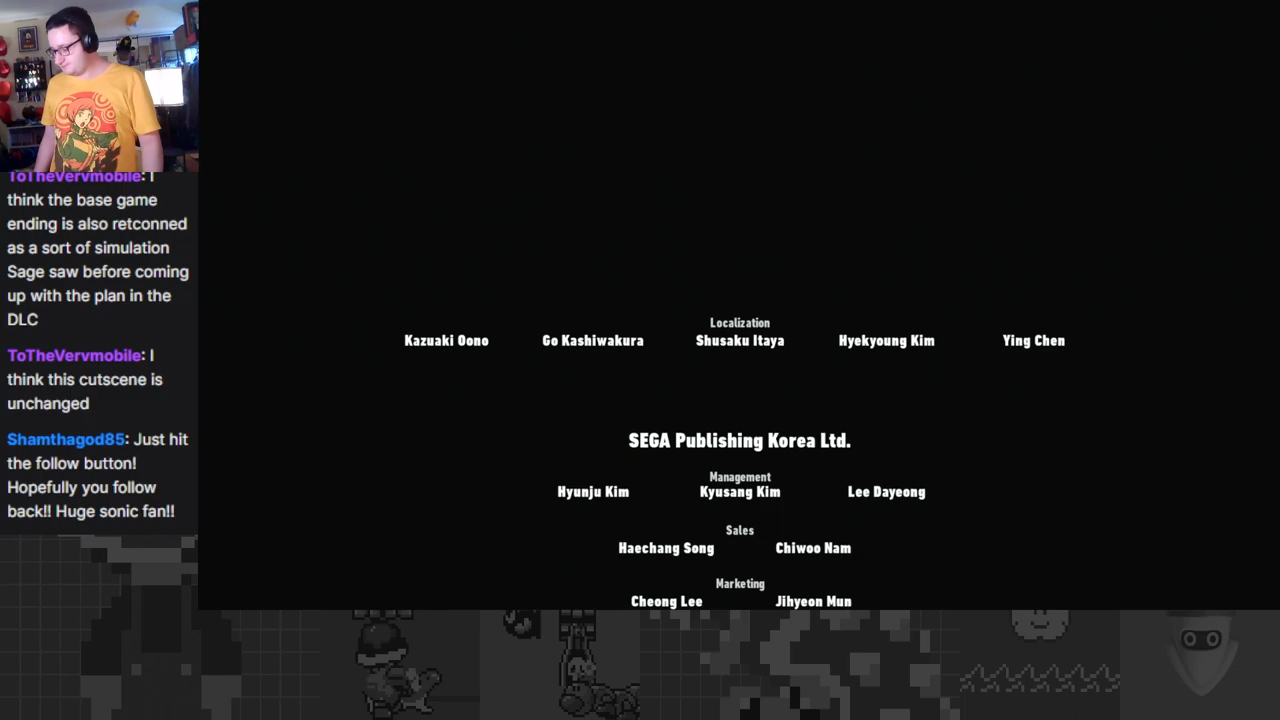 ToTheVervmobile: I
think the base game
ending is also retconned
as a sort of simulation
Sage saw before coming
up with the plan in the
DLC
ToTheVervmobile: I
think this cutscene is
unchanged
Shamthagod85: Just hit
the follow button!
Hopefully you follow
back!! Huge sonic fan!!
Localization
Kazuaki Oono Go Kashiwakura Shusaku Itaya Hyekyoung Kim Ying Chen
SEGA Publishing Korea Ltd.
Management
Hyunju Kim Kyusang Kim Lee Dayeong
Sales
Haechang Song Chiwoo Nam
Marketing
Cheong Lee Jihyeon Mun